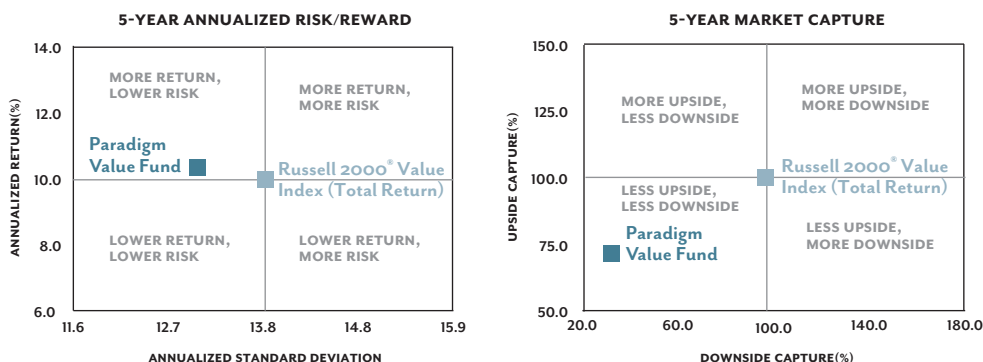 5-YEAR ANNUALIZED RISK/REWARD
ANNUALIZED RETURN(%)
14.0
12.0
10.0
8.0
6.0
MORE RETURN,
LOWER RISK
MORE RETURN,
MORE RISK
Paradigm
Value Fund
Russell 2000® Value
Index (Total Return)
LOWER RETURN,
LOWER RISK
LOWER RETURN,
MORE RISK
11.6
12.7
13.8
14.8
15.9
ANNUALIZED STANDARD DEVIATION
5-YEAR MARKET CAPTURE
UPSIDE CAPTURE(%)
150.0
125.0
100.0
75.0
50.0
MORE UPSIDE,
LESS DOWNSIDE
MORE UPSIDE,
MORE DOWNSIDE
Russell 2000® Value
Index (Total Return)
LESS UPSIDE,
LESS DOWNSIDE
Paradigm
Value Fund
LESS UPSIDE,
MORE DOWNSIDE
20.0
60.0
100.0
140.0
180.0
DOWNSIDE CAPTURE(%)